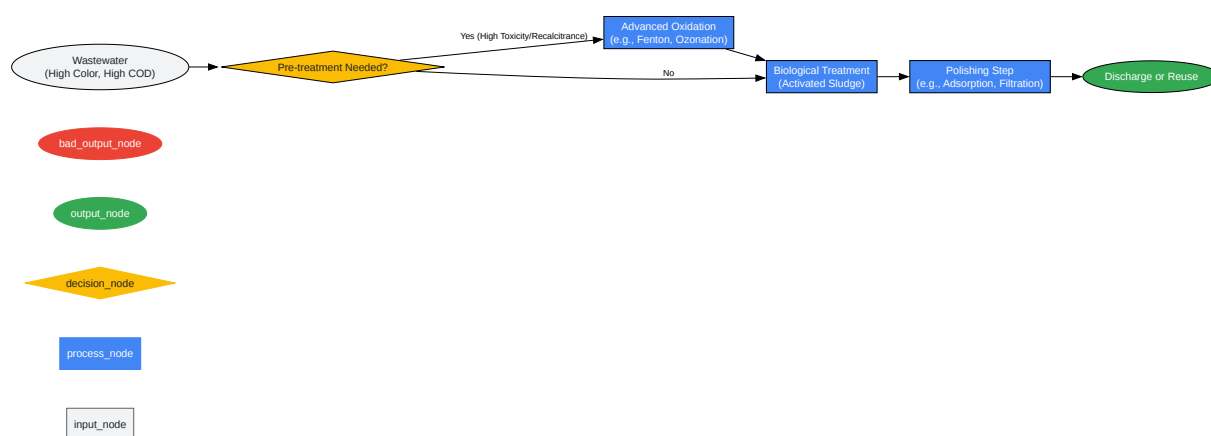 Wastewater
(High Color, High COD)
Pre-treatment Needed?
Yes (High Toxicity/Recalcitrance)
No
Advanced Oxidation
(e.g., Fenton, Ozonation)
Biological Treatment
(Activated Sludge)
Polishing Step
(e.g., Adsorption, Filtration)
Discharge or Reuse
bad_output_node
output_node
decision_node
process_node
input_node